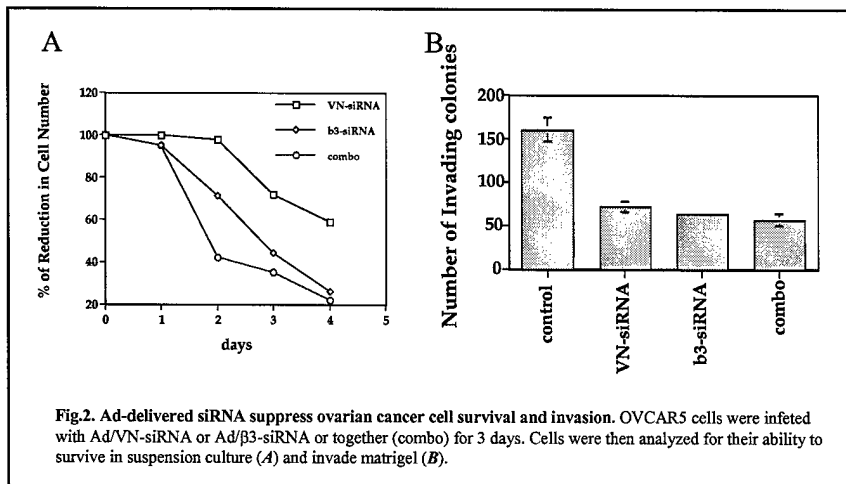 A
% of Reduction in Cell Number
120
100
80
60
40
20
0
1
2
3
4
5
days
VN-siRNA
b3-siRNA
combo
B
Number of Invading colonies
200
150
100
50
0
control
VN-siRNA
b3-siRNA
combo
Fig.2. Ad-delivered siRNA suppress ovarian cancer cell survival and invasion. OVCAR5 cells were infeted
with Ad/VN-siRNA or Ad/β3-siRNA or together (combo) for 3 days. Cells were then analyzed for their ability to
survive in suspension culture (A) and invade matrigel (B).